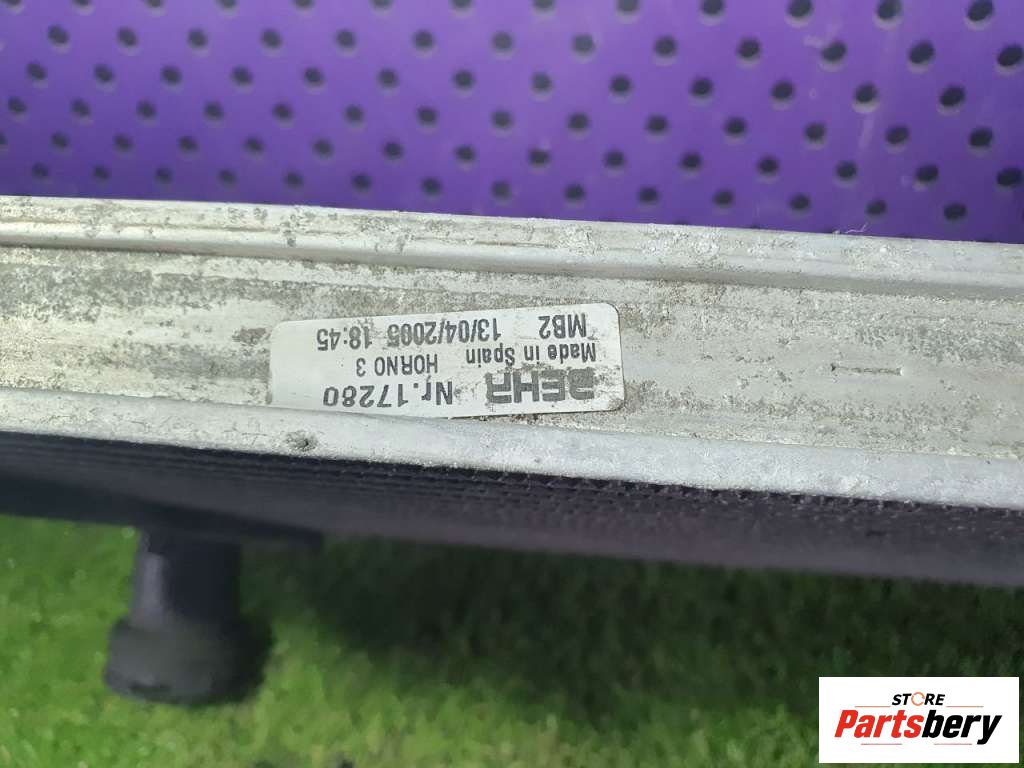 BEHR Nr.17280
Made in Spain HORNO 3
MB2 13/04/2005 18:45
STORE
Partsbery